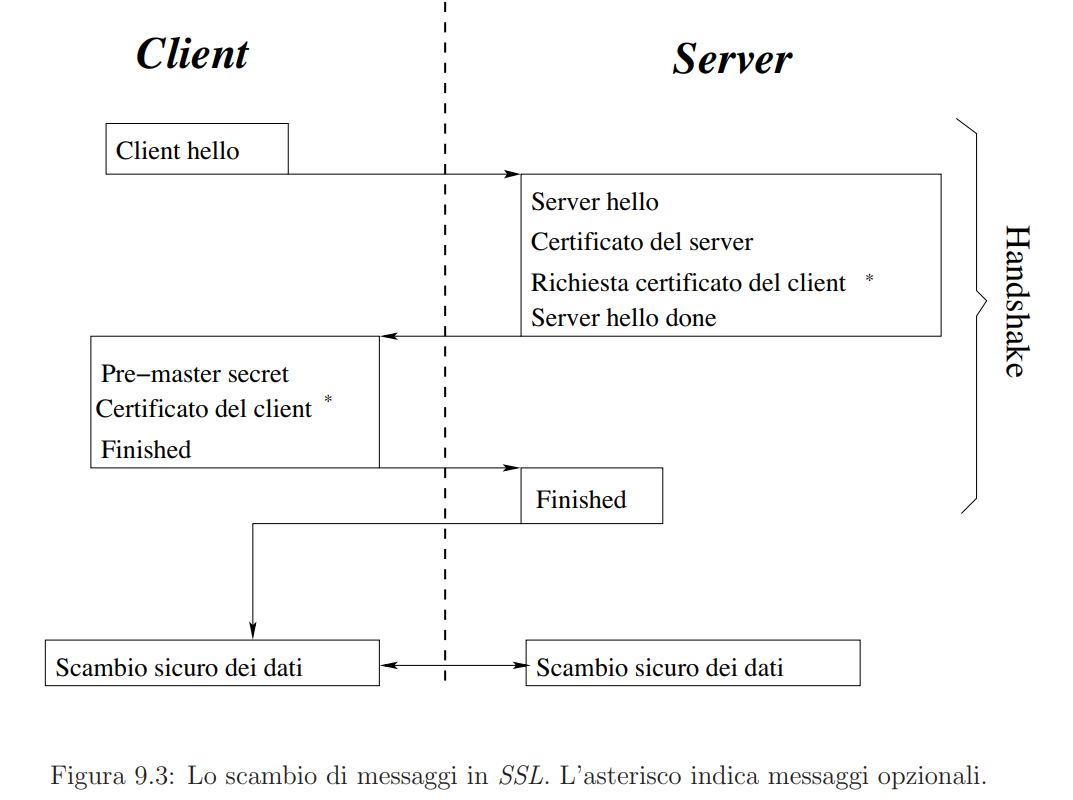 Client
Server
Client hello
Server hello
Certificato del server
Richiesta certificato del client *
Server hello done
Handshake
Pre−master secret
Certificato del client *
Finished
Finished
Scambio sicuro dei dati
Scambio sicuro dei dati
Figura 9.3: Lo scambio di messaggi in SSL. L'asterisco indica messaggi opzionali.